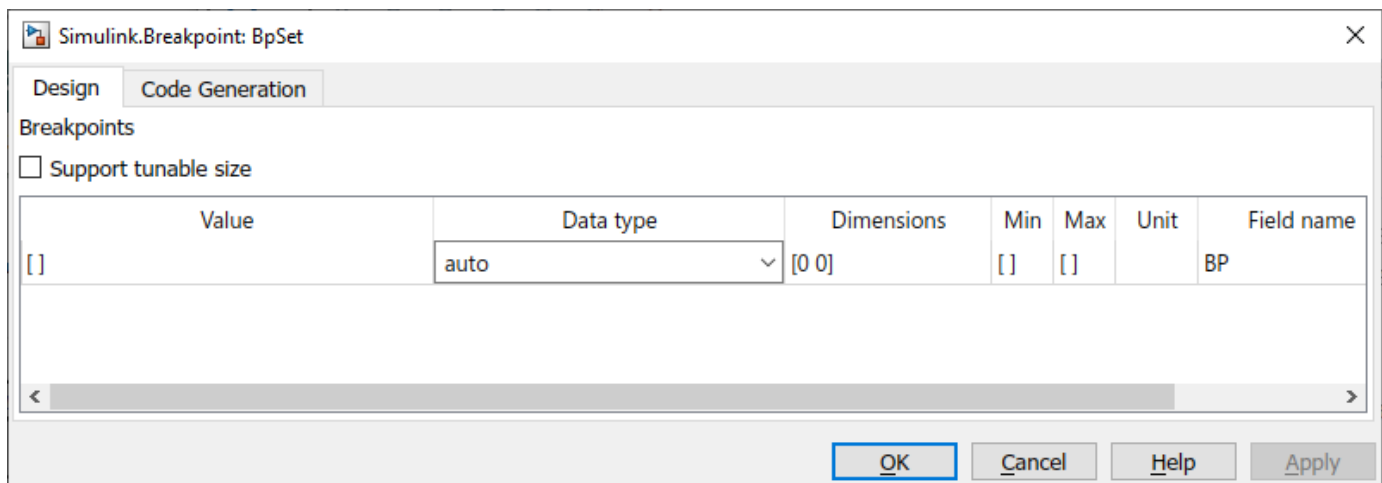 Simulink.Breakpoint: BpSet
Design Code Generation
Breakpoints
Support tunable size
Value Data type Dimensions Min Max Unit Field name
[ ] auto [0 0] [ ] [ ] BP
OK Cancel Help Apply